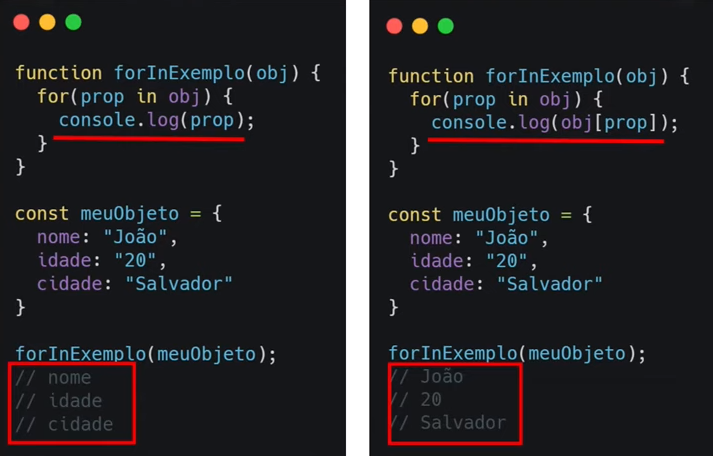 function forInExemplo(obj) {
for(prop in obj) {
console.log(prop);
}
}
const meuObjeto = {
nome: "João",
idade: "20",
cidade: "Salvador"
}
forInExemplo(meuObjeto);
// nome
// idade
// cidade
function forInExemplo(obj) {
for(prop in obj) {
console.log(obj[prop]);
}
}
const meuObjeto = {
nome: "João",
idade: "20",
cidade: "Salvador"
}
forInExemplo(meuObjeto);
// João
// 20
// Salvador